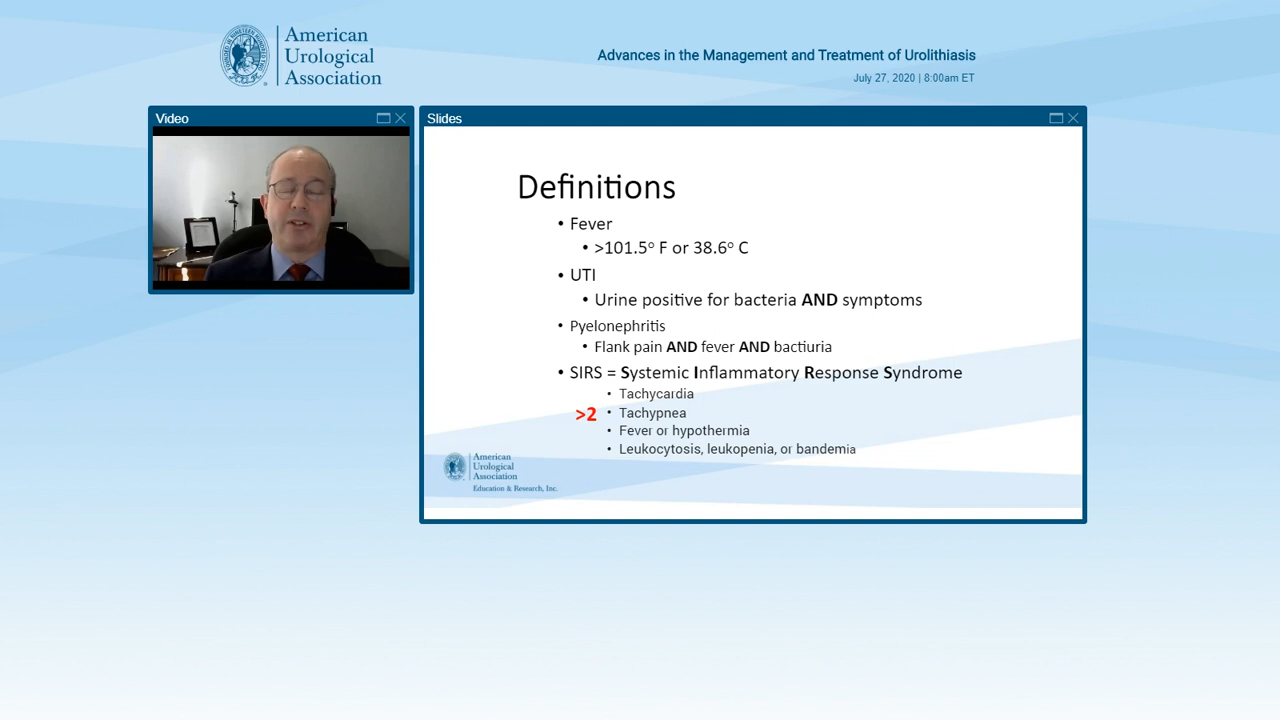 American
Urological
Association
Advances in the Management and Treatment of Urolithiasis
July 27, 2020 | 8:00am ET
Video
Slides
Definitions
• Fever
• >101.5º F or 38.6º C
• UTI
• Urine positive for bacteria AND symptoms
• Pyelonephritis
• Flank pain AND fever AND bactiuria
• SIRS = Systemic Inflammatory Response Syndrome
• Tachycardia
>2 • Tachypnea
• Fever or hypothermia
• Leukocytosis, leukopenia, or bandemia
American
Urological
Association
Education & Research, Inc.